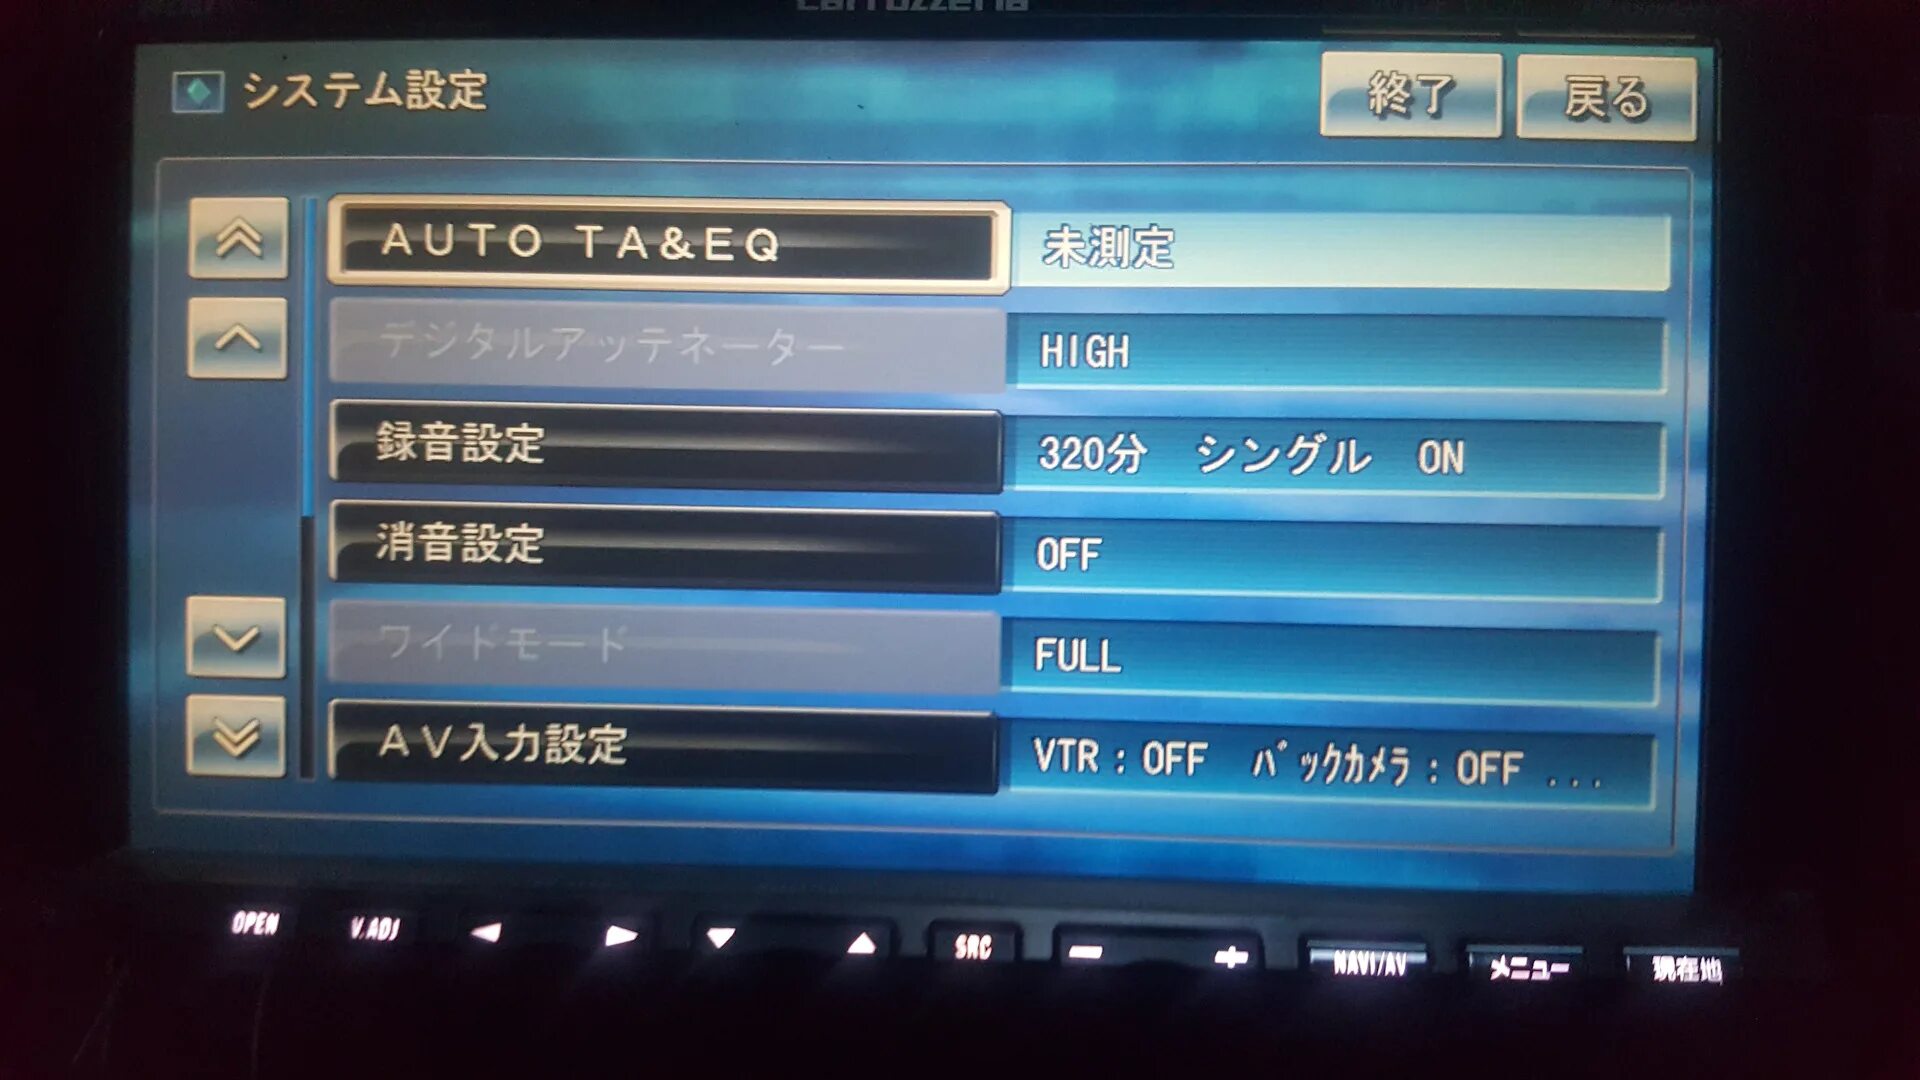 carrozzeria
システム設定
終了
戻る
AUTO TA&EQ 未測定
デジタルアッテネーター HIGH
録音設定 320分 シングル ON
消音設定 OFF
ワイドモード FULL
AV入力設定 VTR:OFF バックカメラ:OFF ...
OPEN V.ADJ SRC NAVI/AV メニュー 現在地